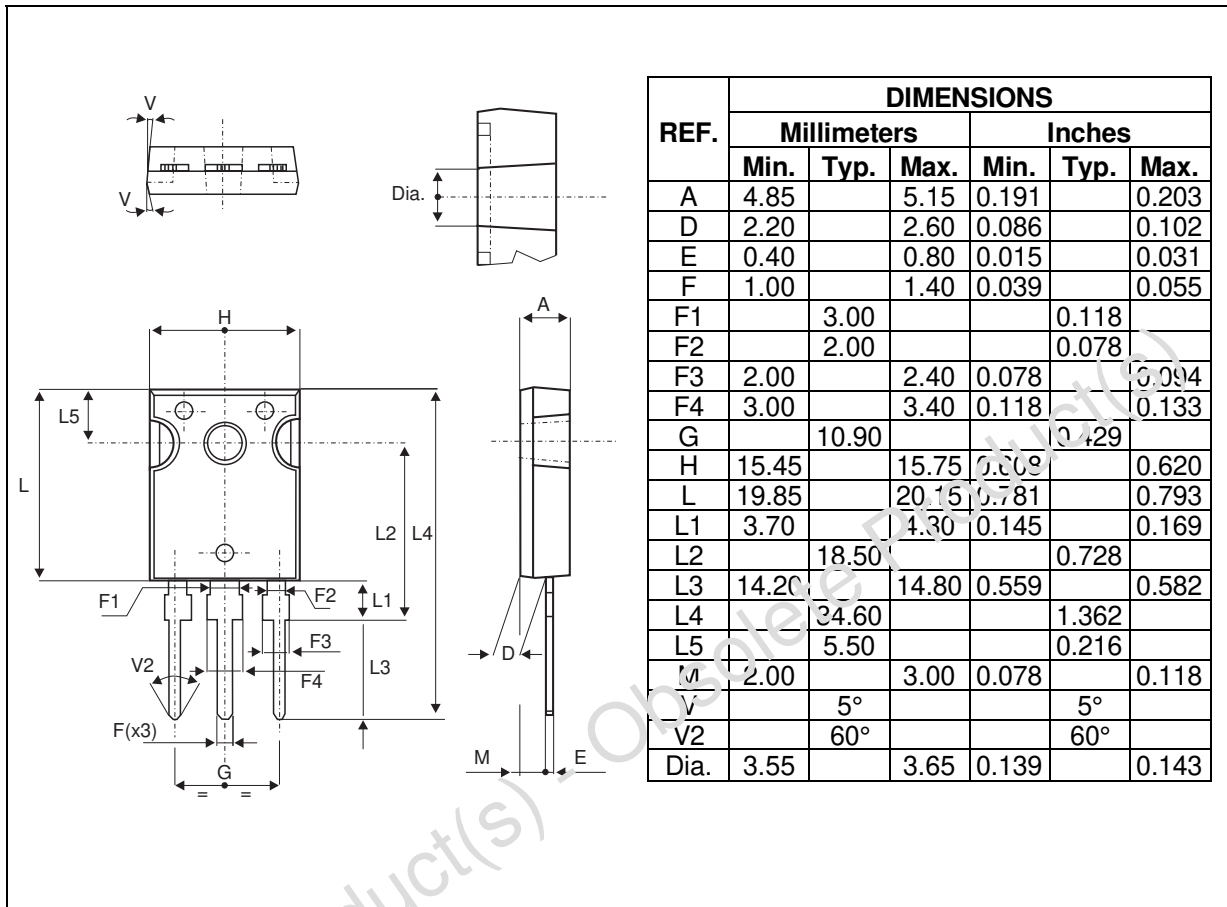 V
V
Dia.
H
A
L5
L
L2
L4
F1
F2
L1
F3
V2
D
L3
F4
F(x3)
M
E
G
= =
DIMENSIONS
REF. Millimeters Inches
Min. Typ. Max. Min. Typ. Max.
A 4.85 5.15 0.191 0.203
D 2.20 2.60 0.086 0.102
E 0.40 0.80 0.015 0.031
F 1.00 1.40 0.039 0.055
F1 3.00 0.118
F2 2.00 0.078
F3 2.00 2.40 0.078 0.094
F4 3.00 3.40 0.118 0.133
G 10.90 0.429
H 15.45 15.75 0.608 0.620
L 19.85 20.15 0.781 0.793
L1 3.70 4.30 0.145 0.169
L2 18.50 0.728
L3 14.20 14.80 0.559 0.582
L4 34.60 1.362
L5 5.50 0.216
M 2.00 3.00 0.078 0.118
V 5° 5°
V2 60° 60°
Dia. 3.55 3.65 0.139 0.143
duct(s) - Obsolete Product(s)